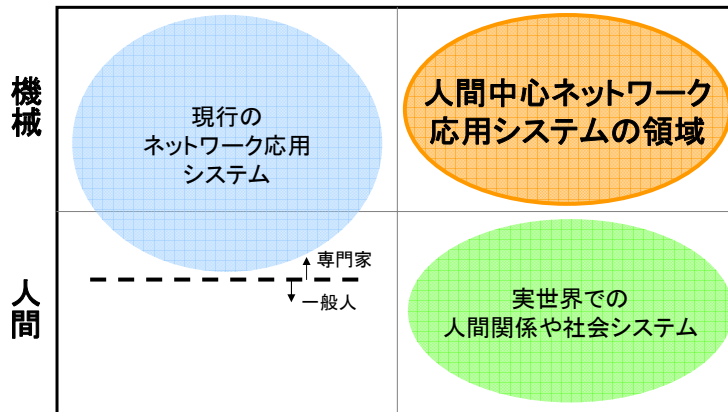 機械
現行の
ネットワーク応用
システム
人間中心ネットワーク
応用システムの領域
人間
専門家
一般人
実世界での
人間関係や社会システム